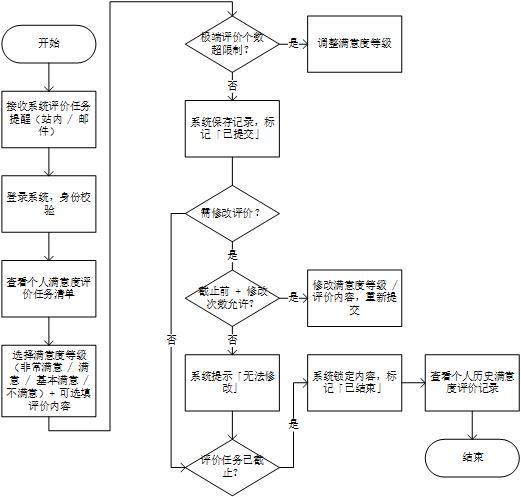 开始
接收系统评价任务
提醒（站内 / 邮
件）
登录系统，身份校
验
查看个人满意度评
价任务清单
选择满意度等级
（非常满意 / 满
意 / 基本满意 /
不满意）+ 可选填
评价内容
极端评价个数
超限制？
是
调整满意度等级
否
系统保存记录，标
记「已提交」
需修改评价？
是
否
截止前 + 修改
次数允许？
是
修改满意度等级 /
评价内容，重新提
交
否
系统提示「无法修
改」
评价任务已截
止？
是
系统锁定内容，标
记「已结束」
查看个人历史满意
度评价记录
结束